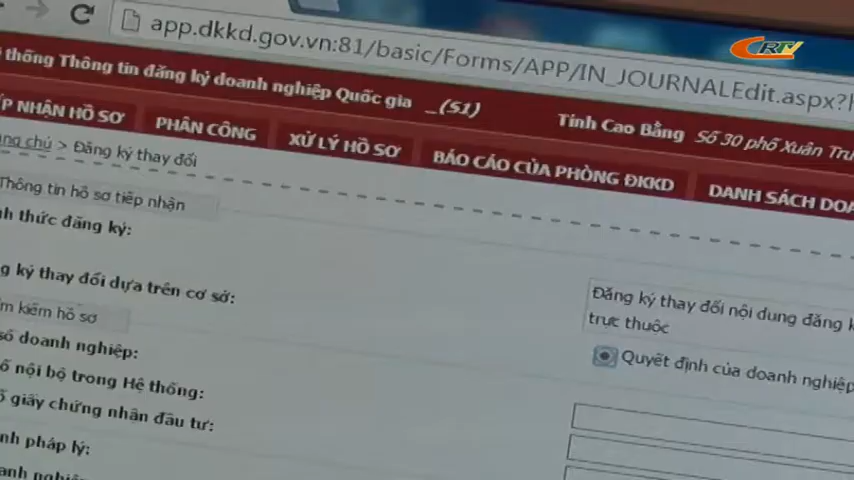 app.dkkd.gov.vn:81/basic/Forms/APP/IN_JOURNALEdit.aspx?
CRTV
thống Thông tin đăng ký doanh nghiệp Quốc gia _(51)
Tỉnh Cao Bằng Số 30 phố Xuân
NHẬN HỒ SƠ PHÂN CÔNG XỬ LÝ HỒ SƠ BÁO CÁO CỦA PHÒNG ĐKKD DANH SÁCH
chủ > Đăng ký thay đổi
Thông tin hồ sơ tiếp nhận
thức đăng ký:
ký thay đổi dựa trên cơ sở:
Đăng ký thay đổi nội dung đăng
trực thuộc
Quyết định của doanh nghiệp
kiếm hồ sơ
số doanh nghiệp:
nội bộ trong Hệ thống:
giấy chứng nhận đầu tư:
pháp lý: